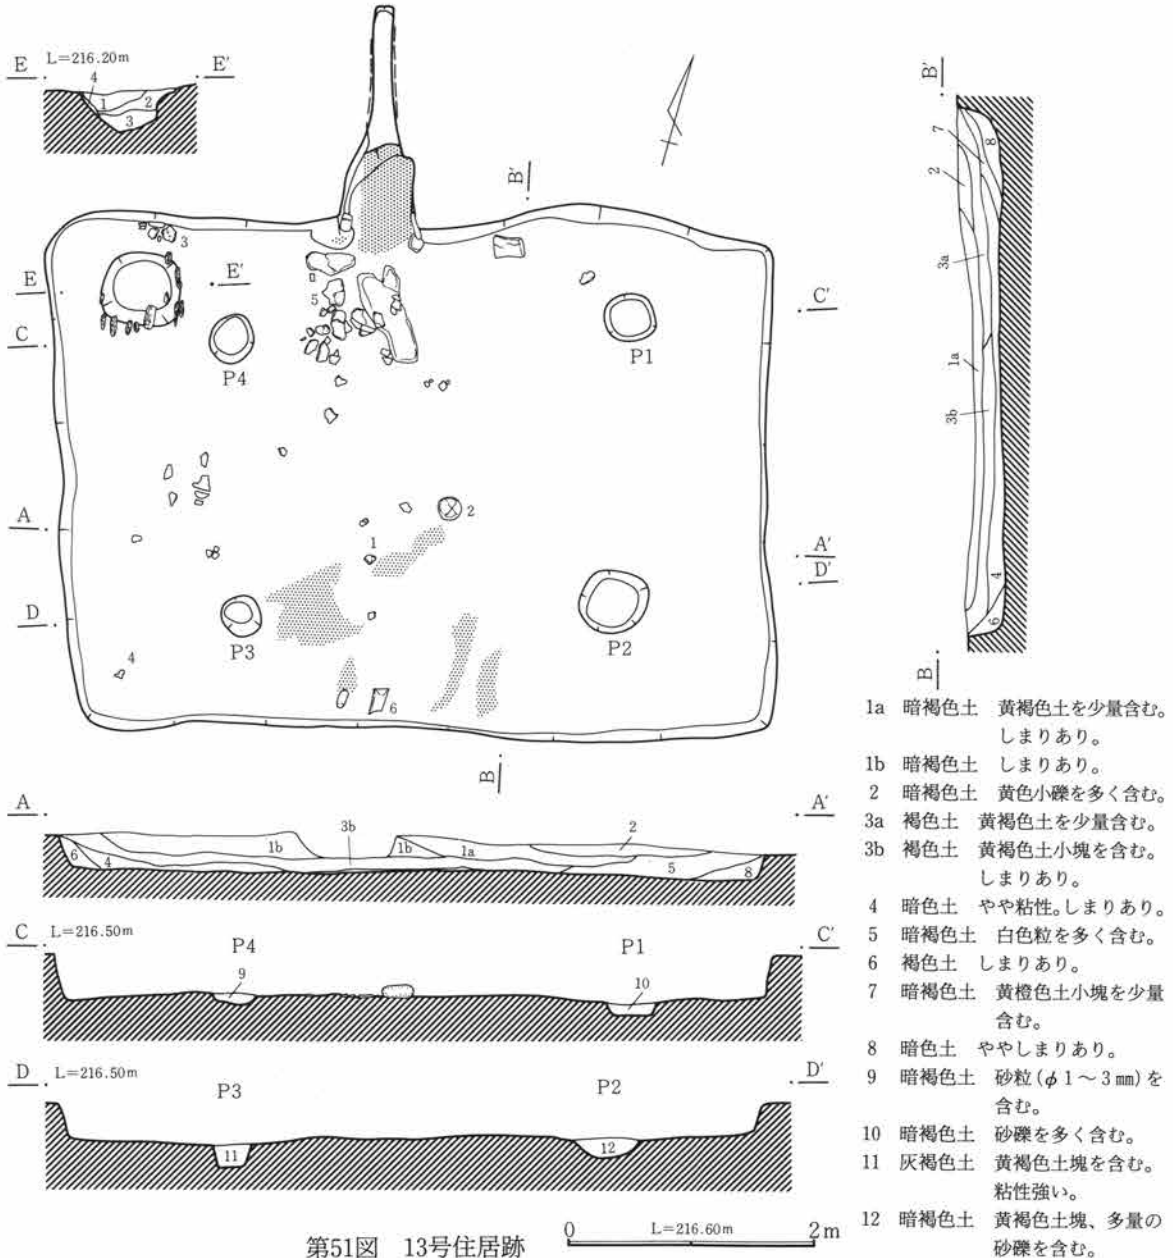 E L=216.20m E'
4
1 2
3
B'
3
E E'
5
C C'
P4 P1
A 2
1
A'
D'
D
P3 P2
4
6
B
B'
7 8
2
3a
1a
3b
4
6
B
A A'
3b 2
1b 1b 1a
6 4 5 8
C L=216.50m C'
P4 P1
9 10
D L=216.50m D'
P3 P2
11 12
1a 暗褐色土 黄褐色土を少量含む。
しまりあり。
1b 暗褐色土 しまりあり。
2 暗褐色土 黄色小礫を多く含む。
3a 褐色土 黄褐色土を少量含む。
3b 褐色土 黄褐色土小塊を含む。
しまりあり。
4 暗色土 やや粘性。しまりあり。
5 暗褐色土 白色粒を多く含む。
6 褐色土 しまりあり。
7 暗褐色土 黄橙色土小塊を少量
含む。
8 暗色土 ややしまりあり。
9 暗褐色土 砂粒(φ1~3㎜)を
含む。
10 暗褐色土 砂礫を多く含む。
11 灰褐色土 黄褐色土塊を含む。
粘性強い。
12 暗褐色土 黄褐色土塊、多量の
砂礫を含む。
0 L=216.60m 2m
第51図 13号住居跡